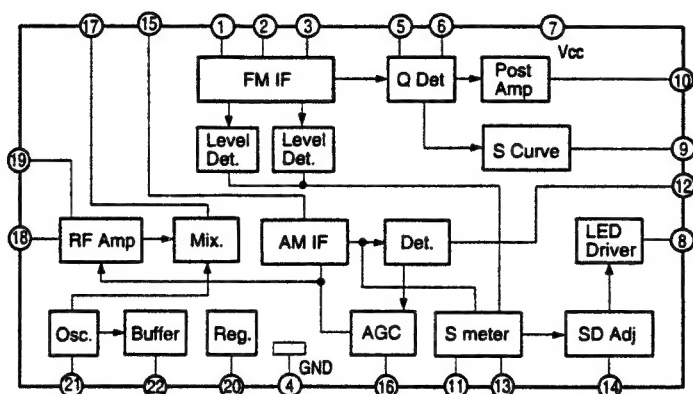 17 15 1 2 3 5 6 7
Vcc
FM IF
Q Det
Post
Amp
10
Level
Det.
Level
Det.
S Curve
9
19
12
18
RF Amp
Mix.
AM IF
Det.
LED
Driver
8
Osc.
Buffer
Reg.
GND
AGC
S meter
SD Adj
21 22 20 4 16 11 13 14